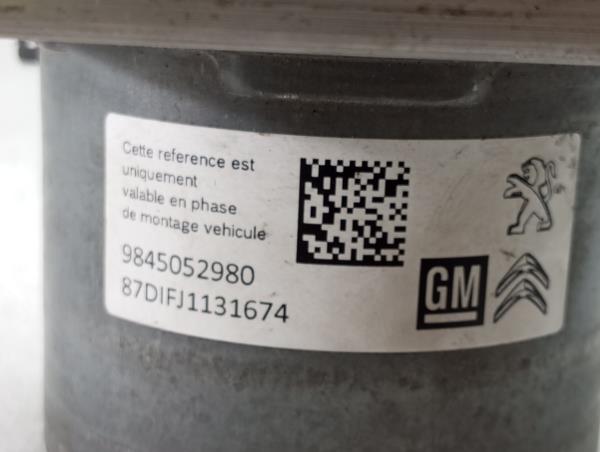 Cette reference est
uniquement
valable en phase
de montage vehicule
9845052980
87DIFJ1131674
GM